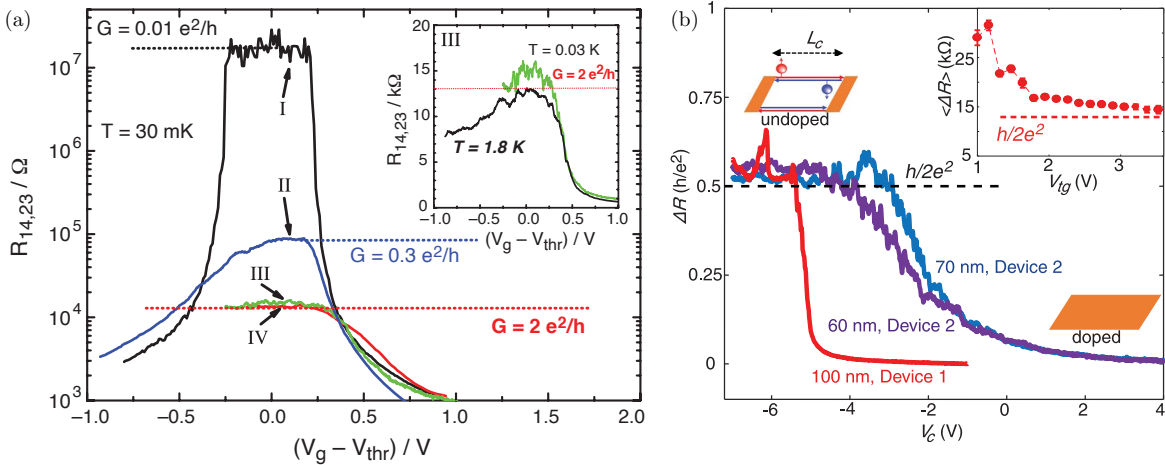 (a)
G = 0.01 e²/h
T = 30 mK
I
II
G = 0.3 e²/h
III
G = 2 e²/h
IV
R₁₄,₂₃ / Ω
10⁷
10⁶
10⁵
10⁴
10³
−1.0 −0.5 0.0 0.5 1.0 1.5 2.0
(Vg – Vthr) / V
III
T = 0.03 K
G = 2 e²/h
T = 1.8 K
R₁₄,₂₃ / kΩ
25
20
15
10
5
0
−1.0 −0.5 0.0 0.5 1.0
(Vg – Vthr) / V
(b)
Lc
undoped
h/2e²
70 nm, Device 2
60 nm, Device 2
100 nm, Device 1
doped
ΔR (h/e²)
1
0.75
0.5
0.25
0
-6 -4 -2 0 2 4
Vc (V)
<ΔR> (kΩ)
35
25
15
5
h/2e²
1 2 3
Vtg (V)